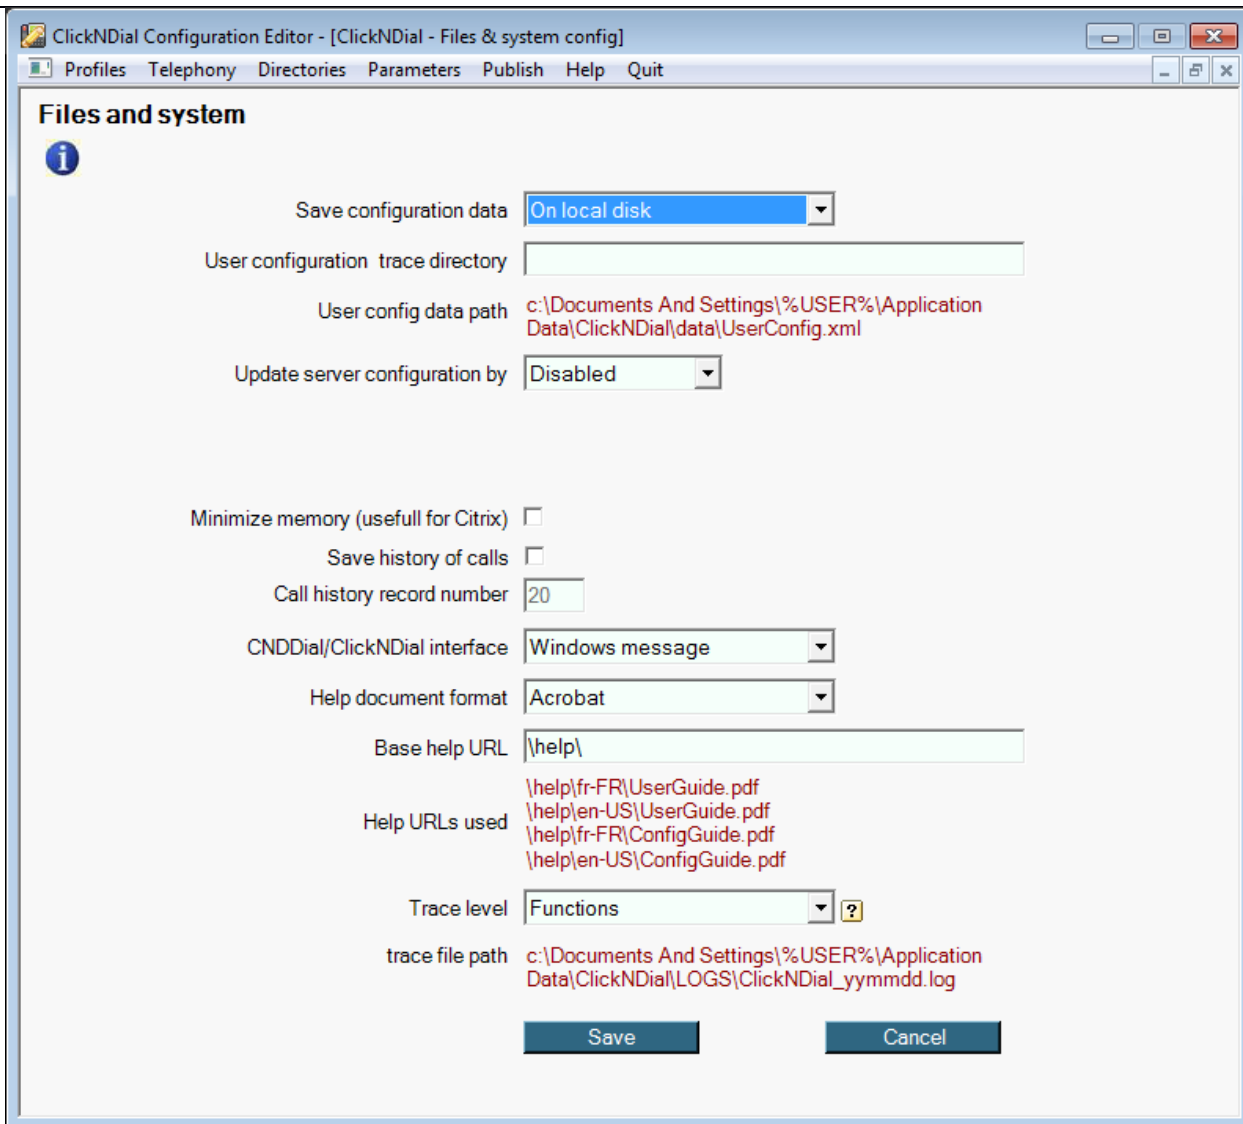 ClickNDial Configuration Editor - [ClickNDial - Files & system config]
Profiles Telephony Directories Parameters Publish Help Quit
Files and system
Save configuration data On local disk
User configuration trace directory
User config data path c:\Documents And Settings\%USER%\Application
Data\ClickNDial\data\UserConfig.xml
Update server configuration by Disabled
Minimize memory (usefull for Citrix)
Save history of calls
Call history record number 20
CNDDial/ClickNDial interface Windows message
Help document format Acrobat
Base help URL \help\
Help URLs used \help\fr-FR\UserGuide.pdf
\help\en-US\UserGuide.pdf
\help\fr-FR\ConfigGuide.pdf
\help\en-US\ConfigGuide.pdf
Trace level Functions ?
trace file path c:\Documents And Settings\%USER%\Application
Data\ClickNDial\LOGS\ClickNDial_yymmdd.log
Save Cancel